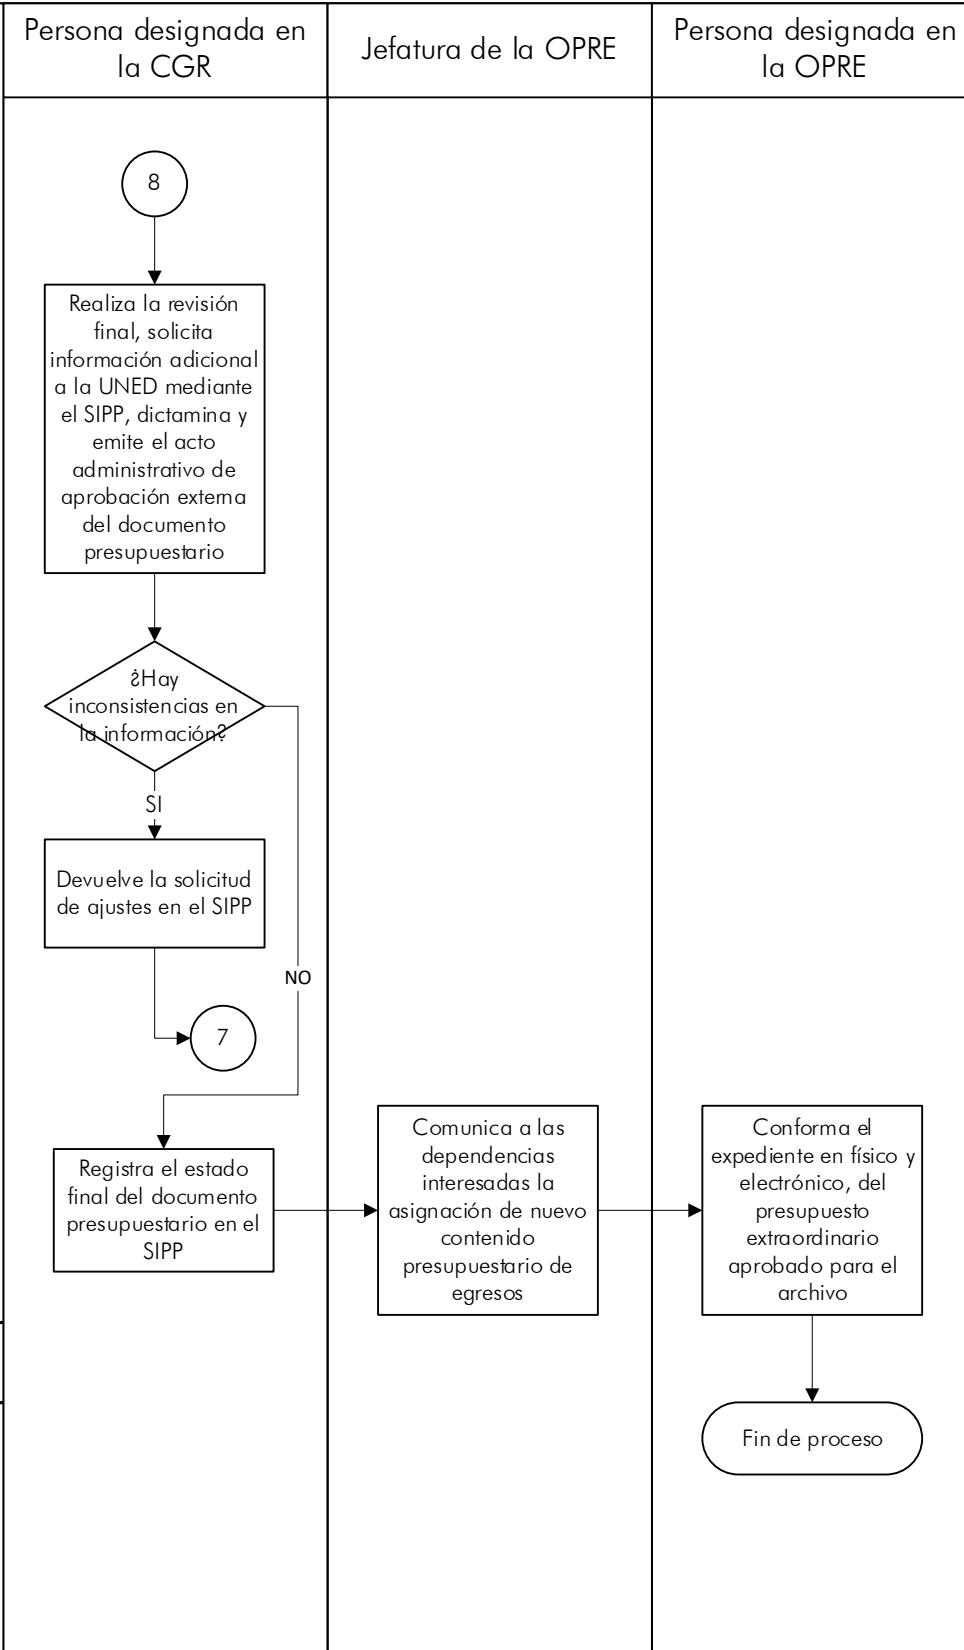 Persona designada en
la CGR
Jefatura de la OPRE
Persona designada en
la OPRE
8
Realiza la revisión
final, solicita
información adicional
a la UNED mediante
el SIPP, dictamina y
emite el acto
administrativo de
aprobación externa
del documento
presupuestario
¿Hay
inconsistencias en
la información?
SI
Devuelve la solicitud
de ajustes en el SIPP
NO
7
Registra el estado
final del documento
presupuestario en el
SIPP
Comunica a las
dependencias
interesadas la
asignación de nuevo
contenido
presupuestario de
egresos
Conforma el
expediente en físico y
electrónico, del
presupuesto
extraordinario
aprobado para el
archivo
Fin de proceso